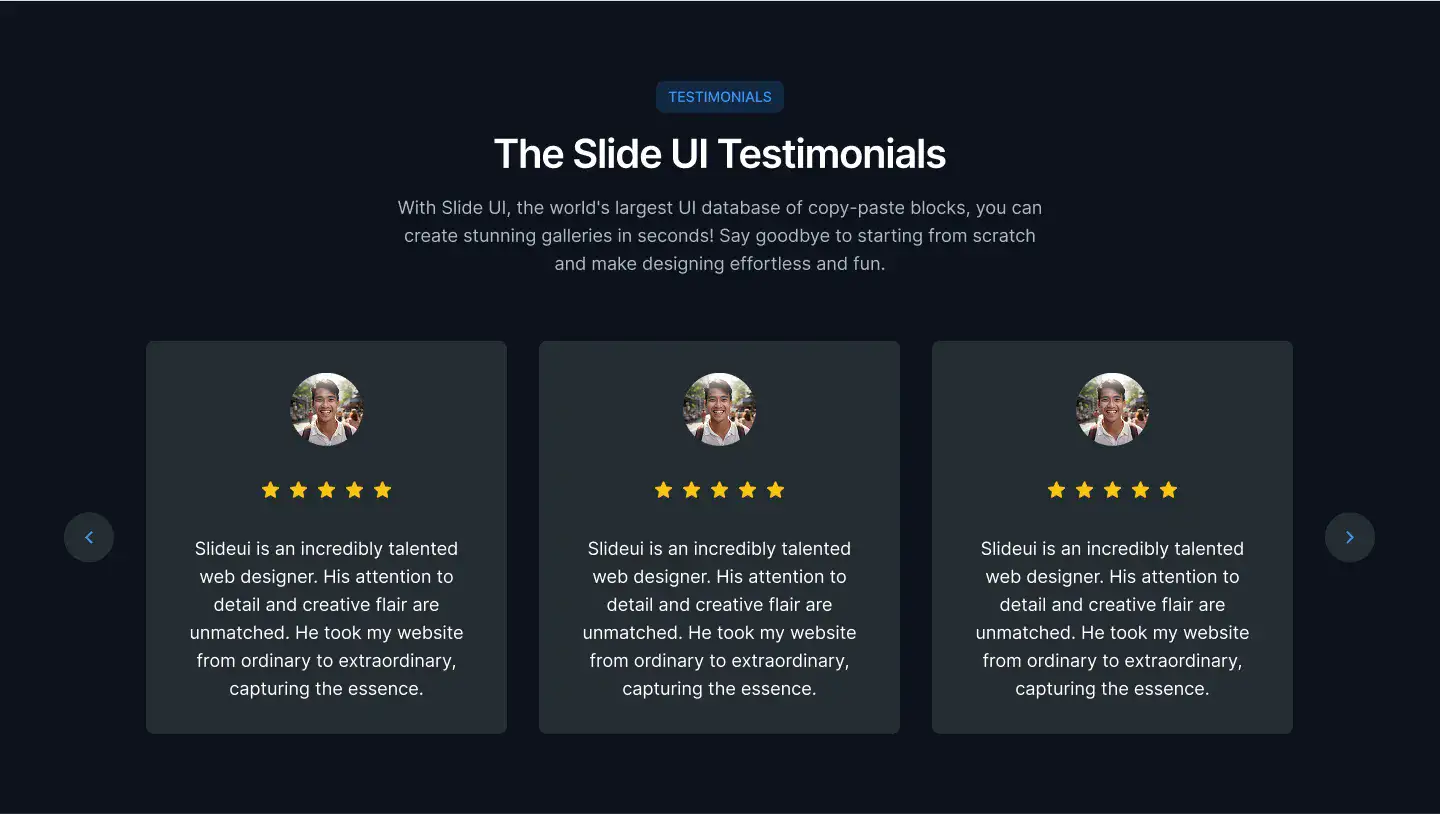 TESTIMONIALS
The Slide UI Testimonials
With Slide UI, the world's largest UI database of copy-paste blocks, you can
create stunning galleries in seconds! Say goodbye to starting from scratch
and make designing effortless and fun.
Slideui is an incredibly talented
web designer. His attention to
detail and creative flair are
unmatched. He took my website
from ordinary to extraordinary,
capturing the essence.
Slideui is an incredibly talented
web designer. His attention to
detail and creative flair are
unmatched. He took my website
from ordinary to extraordinary,
capturing the essence.
Slideui is an incredibly talented
web designer. His attention to
detail and creative flair are
unmatched. He took my website
from ordinary to extraordinary,
capturing the essence.